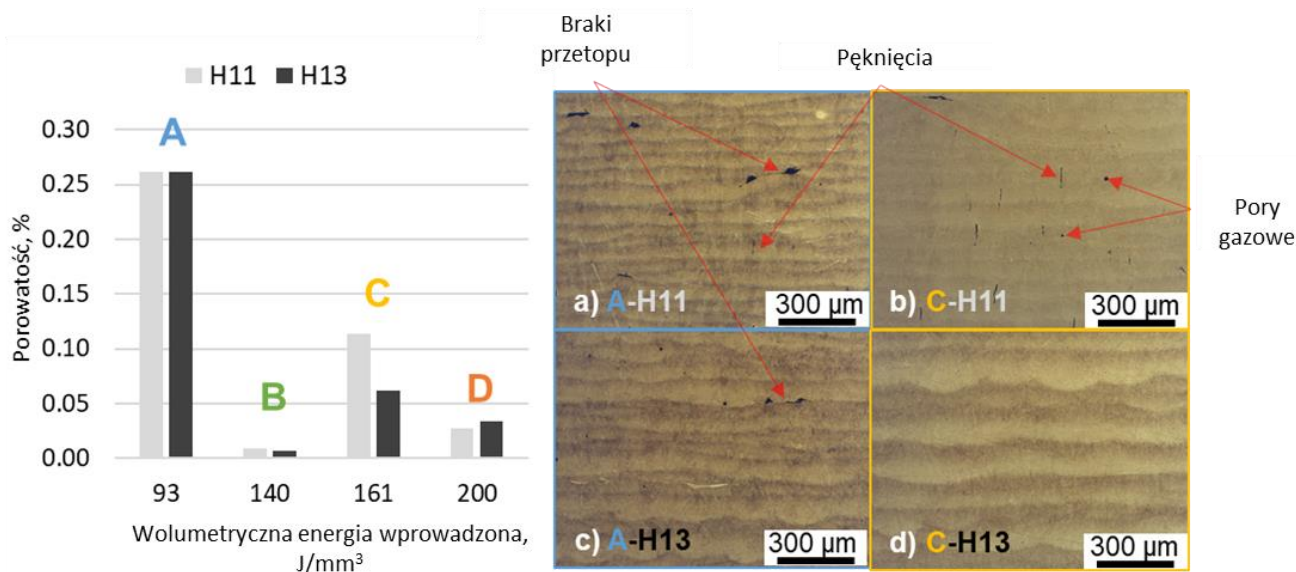 H11 H13
0.30
0.25
0.20
0.15
0.10
0.05
0.00
Porowatość, %
A
B
C
D
93 140 161 200
Wolumetryczna energia wprowadzona,
J/mm³
Braki
przetopu
Pęknięcia
Pory
gazowe
a) A-H11
300 µm
b) C-H11
300 µm
c) A-H13
300 µm
d) C-H13
300 µm